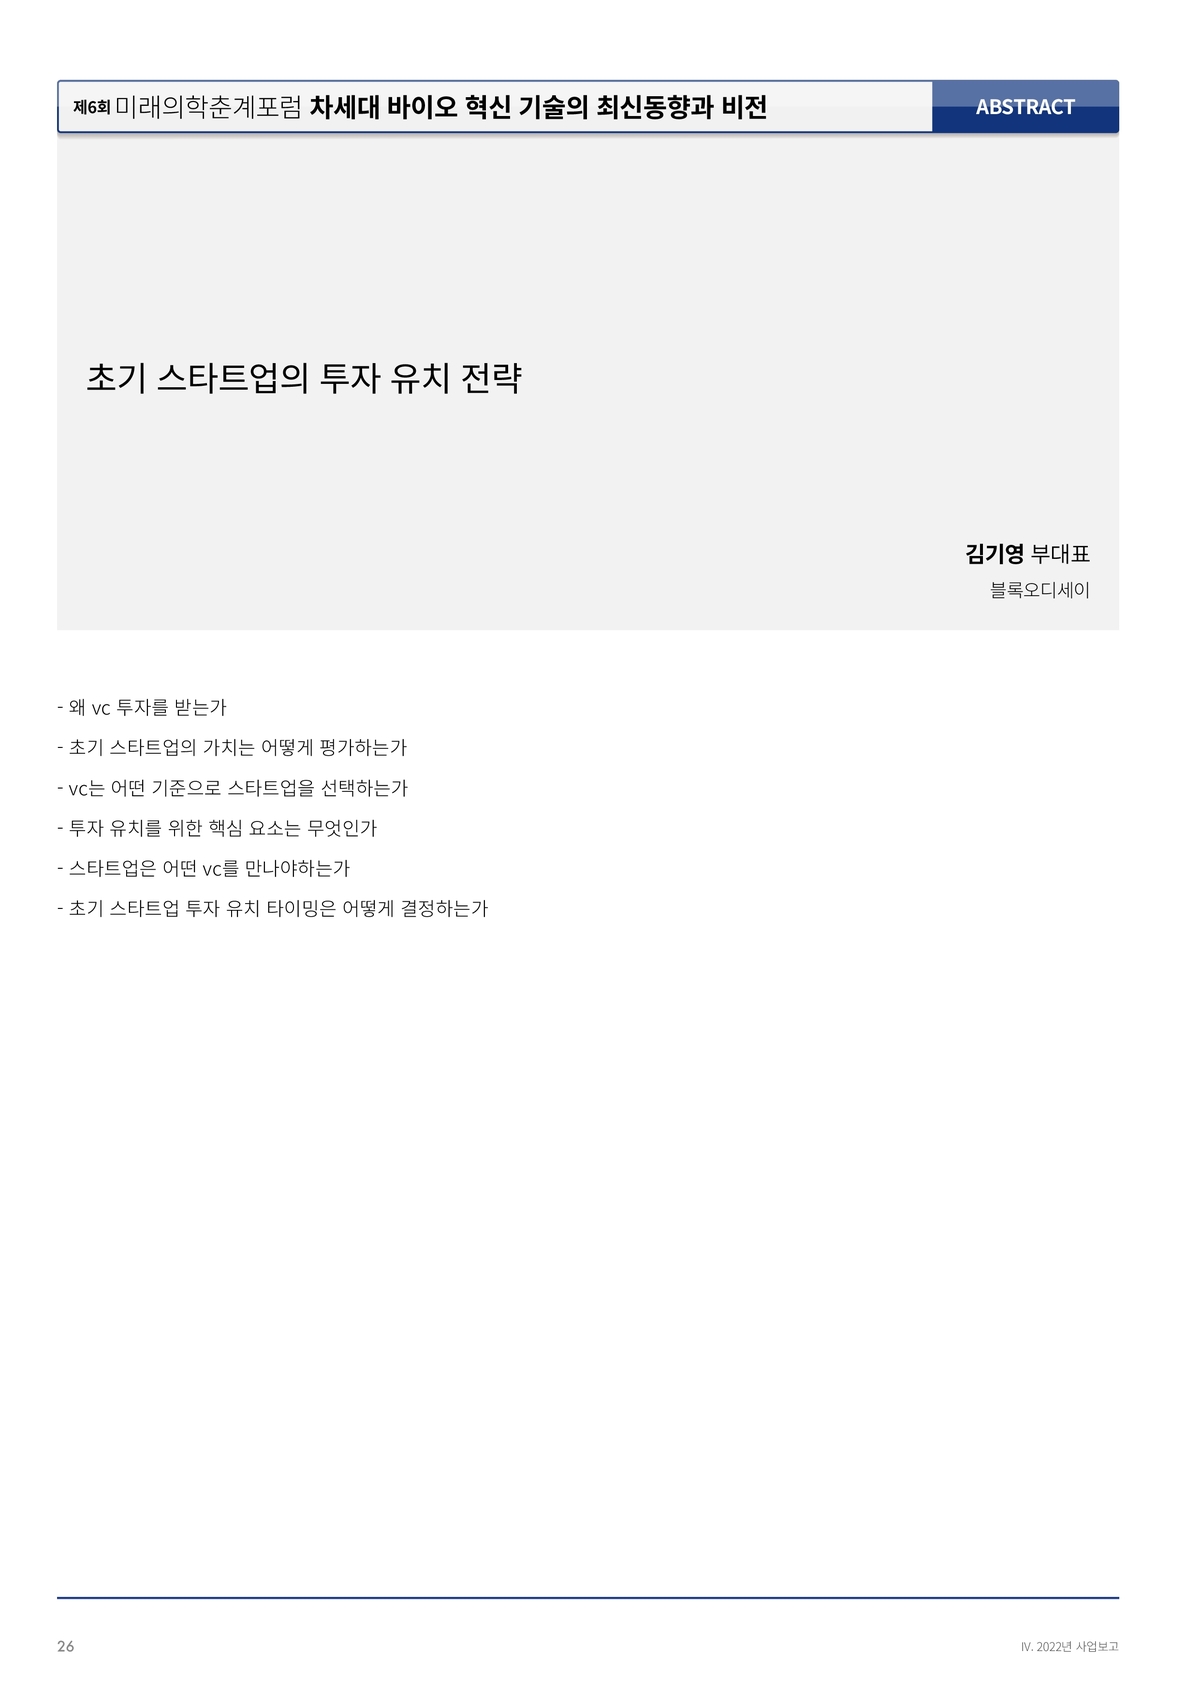 제6회 미래의학춘계포럼 차세대 바이오 혁신 기술의 최신동향과 비전
ABSTRACT
초기 스타트업의 투자 유치 전략
김기영 부대표
블록오디세이
- 왜 vc 투자를 받는가
- 초기 스타트업의 가치는 어떻게 평가하는가
- vc는 어떤 기준으로 스타트업을 선택하는가
- 투자 유치를 위한 핵심 요소는 무엇인가
- 스타트업은 어떤 vc를 만나야하는가
- 초기 스타트업 투자 유치 타이밍은 어떻게 결정하는가
26
Ⅳ. 2022년 사업보고